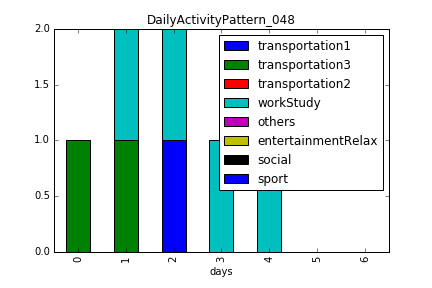 DailyActivityPattern_048
2.0
1.5
1.0
0.5
0.0
transportation1
transportation3
transportation2
workStudy
others
entertainmentRelax
social
sport
0 1 2 3 4 5 6
days